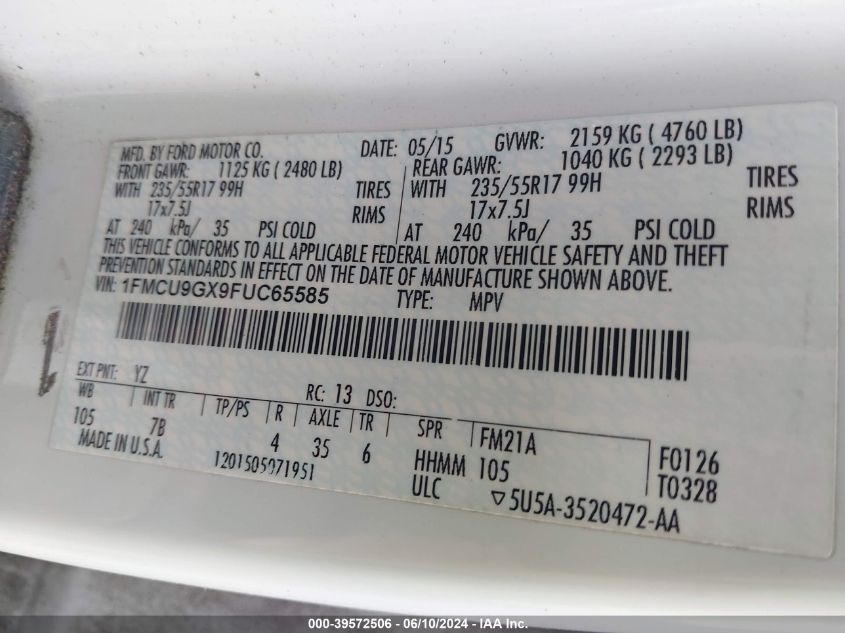 MFD. BY FORD MOTOR CO. DATE: 05/15 GVWR: 2159 KG ( 4760 LB)
FRONT GAWR: 1125 KG ( 2480 LB) REAR GAWR: 1040 KG ( 2293 LB)
WITH 235/55R17 99H TIRES WITH 235/55R17 99H TIRES
17x7.5J RIMS 17x7.5J RIMS
AT 240 kPa/ 35 PSI COLD AT 240 kPa/ 35 PSI COLD
THIS VEHICLE CONFORMS TO ALL APPLICABLE FEDERAL MOTOR VEHICLE SAFETY AND THEFT
PREVENTION STANDARDS IN EFFECT ON THE DATE OF MANUFACTURE SHOWN ABOVE.
VIN: 1FMCU9GX9FUC65585 TYPE: MPV
EXT PNT: YZ RC: 13 DSO:
WB INT TR TP/PS R AXLE TR SPR FM21A F0126
105 7B 4 35 6 HHMM 105 T0328
MADE IN U.S.A. 1201505071951 ULC ▽5U5A-3520472-AA
000-39572506 - 06/10/2024 - IAA Inc.